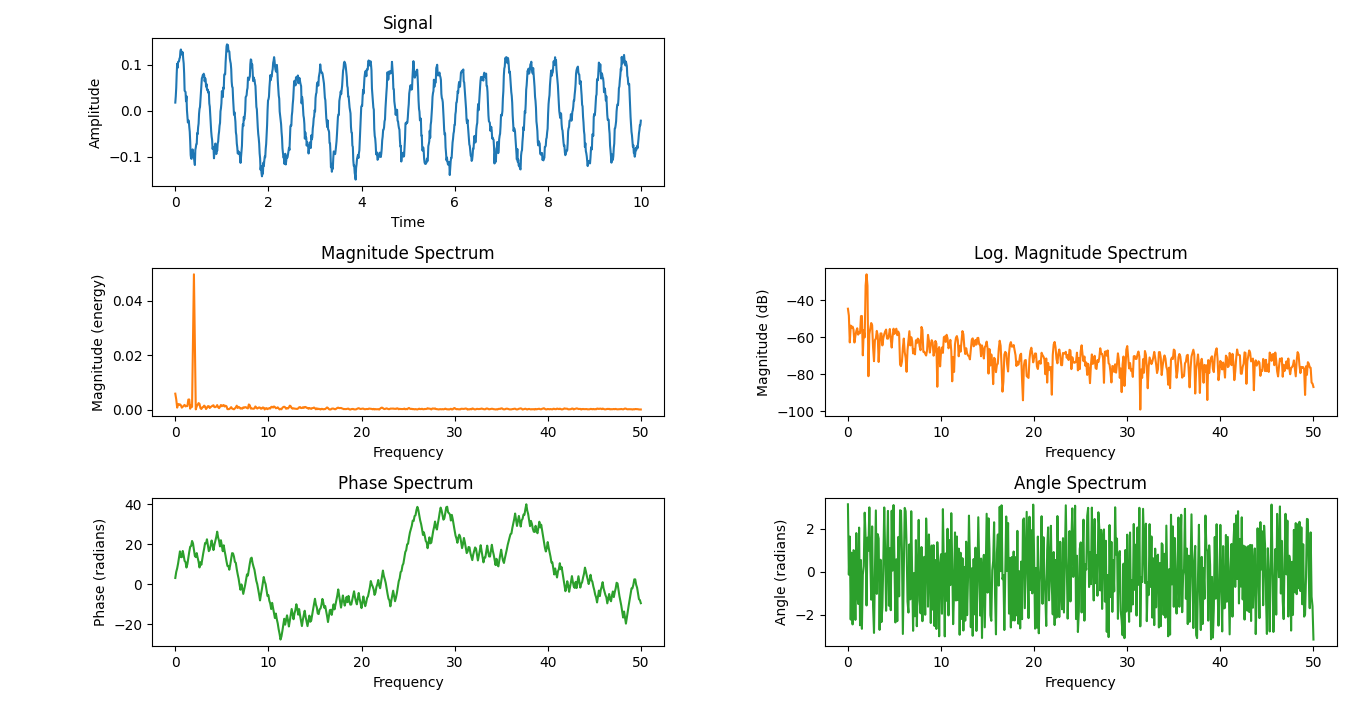 Signal
Amplitude
0.1
0.0
−0.1
0 2 4 6 8 10
Time
Magnitude Spectrum
Magnitude (energy)
0.04
0.02
0.00
0 10 20 30 40 50
Frequency
Log. Magnitude Spectrum
Magnitude (dB)
−40
−60
−80
−100
0 10 20 30 40 50
Frequency
Phase Spectrum
Phase (radians)
40
20
0
−20
0 10 20 30 40 50
Frequency
Angle Spectrum
Angle (radians)
2
0
−2
0 10 20 30 40 50
Frequency